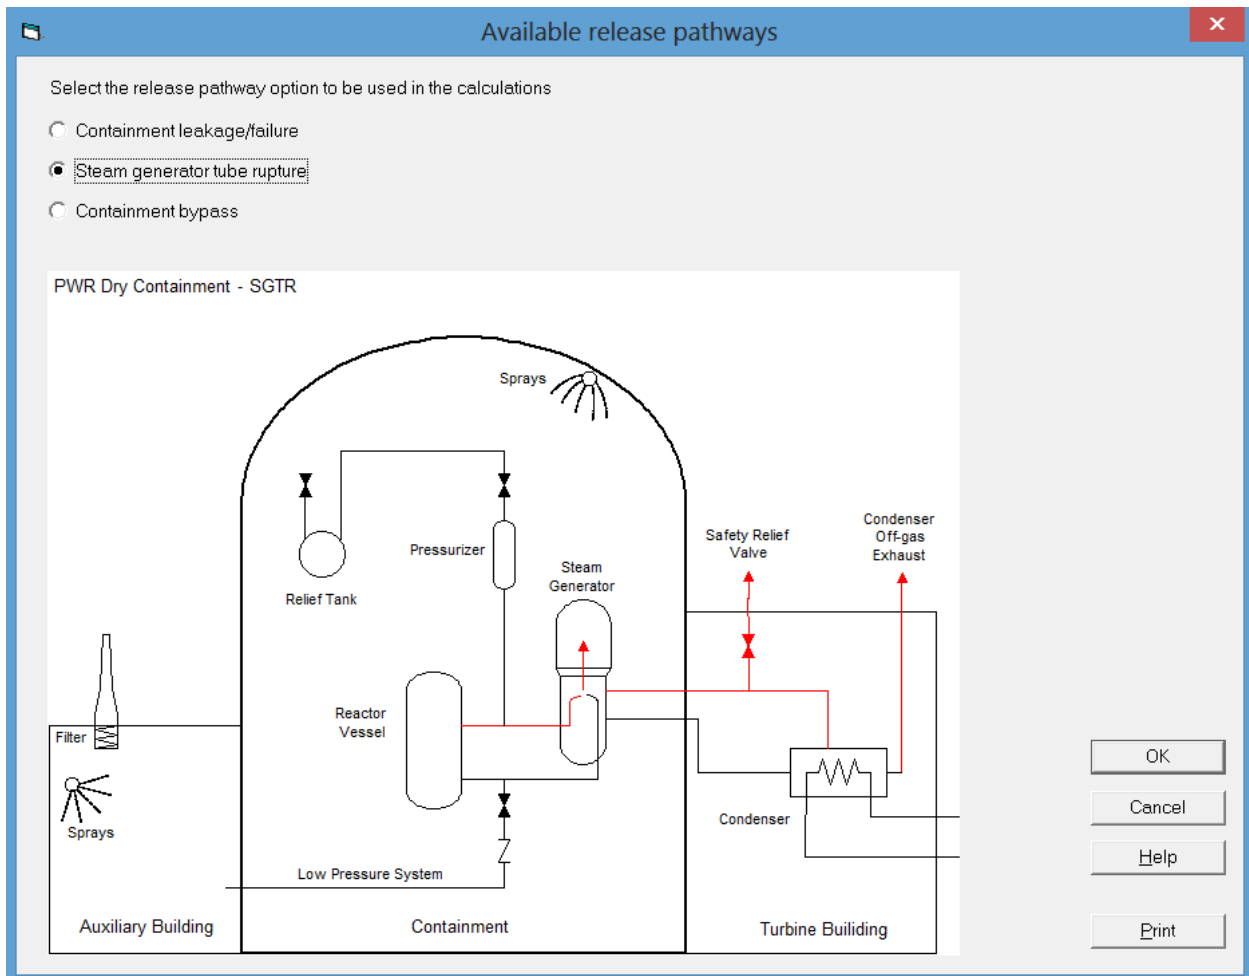 Available release pathways
Select the release pathway option to be used in the calculations
Containment leakage/failure
Steam generator tube rupture
Containment bypass
PWR Dry Containment - SGTR
Sprays
Pressurizer
Relief Tank
Steam
Generator
Safety Relief
Valve
Condenser
Off-gas
Exhaust
Reactor
Vessel
Filter
Sprays
Condenser
Low Pressure System
Auxiliary Building
Containment
Turbine Builiding
OK
Cancel
Help
Print